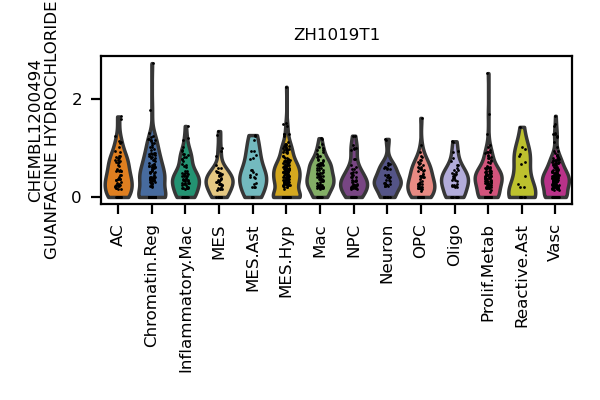 ZH1019T1
CHEMBL1200494
GUANFACINE HYDROCHLORIDE
2
0
AC
Chromatin.Reg
Inflammatory.Mac
MES
MES.Ast
MES.Hyp
Mac
NPC
Neuron
OPC
Oligo
Prolif.Metab
Reactive.Ast
Vasc